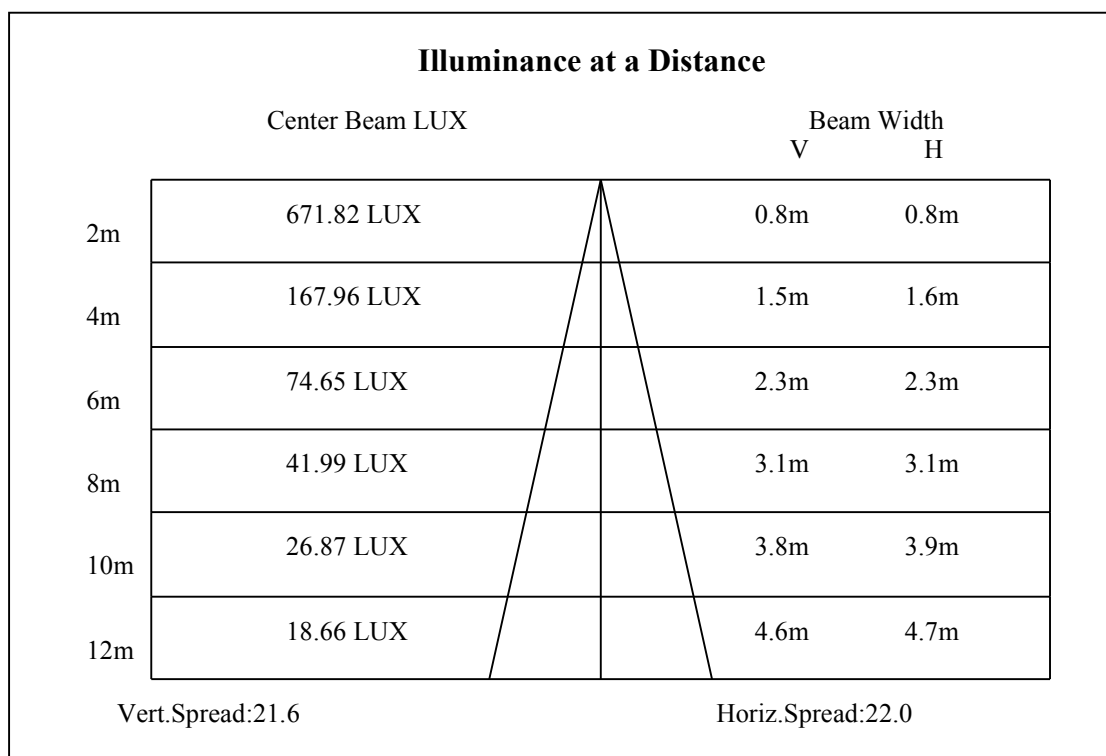 Illuminance at a Distance
Center Beam LUX Beam Width
V H
2m 671.82 LUX 0.8m 0.8m
4m 167.96 LUX 1.5m 1.6m
6m 74.65 LUX 2.3m 2.3m
8m 41.99 LUX 3.1m 3.1m
10m 26.87 LUX 3.8m 3.9m
12m 18.66 LUX 4.6m 4.7m
Vert.Spread:21.6 Horiz.Spread:22.0